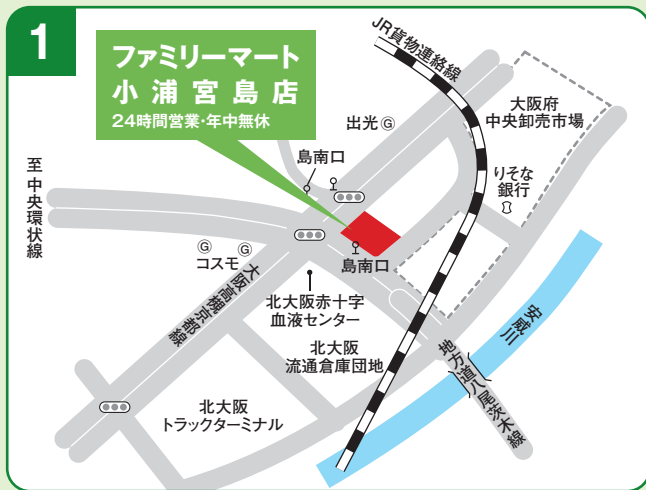 1
ファミリーマート
小浦宮島店
24時間営業・年中無休
JR貨物連絡線
大阪府
中央卸売市場
出光 G
島南口
りそな
銀行
至 中央環状線
G G
コスモ
島南口
大阪高槻京都線
北大阪赤十字
血液センター
安威川
北大阪
流通倉庫団地
地方道八尾茨木線
北大阪
トラックターミナル